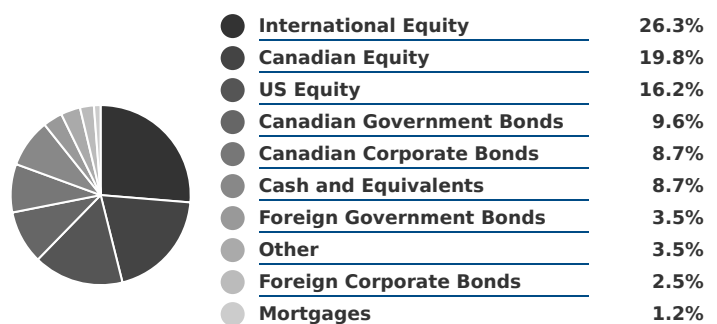 International Equity 26.3%
Canadian Equity 19.8%
US Equity 16.2%
Canadian Government Bonds 9.6%
Canadian Corporate Bonds 8.7%
Cash and Equivalents 8.7%
Foreign Government Bonds 3.5%
Other 3.5%
Foreign Corporate Bonds 2.5%
Mortgages 1.2%